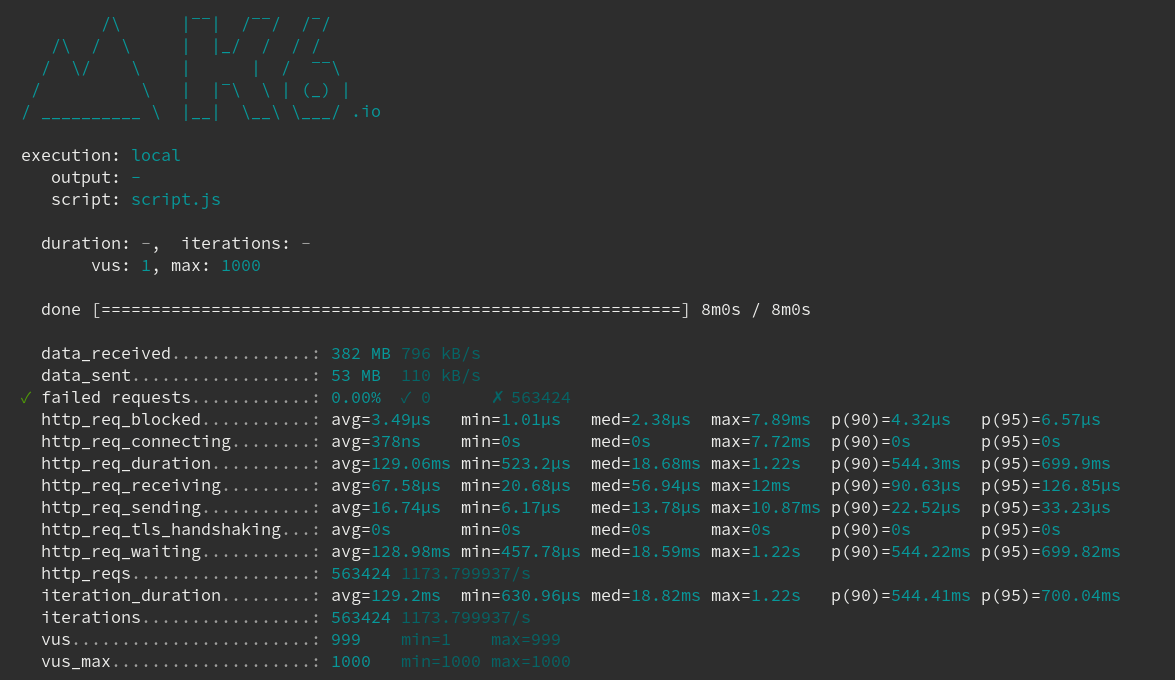 /\      |‾‾|  /‾‾/  /‾/
     /\  /  \     |  |_/  /  / /
    /  \/    \    |      |  /  ‾‾\
   /          \   |  |‾\  \ | (_) |
  / __________ \  |__|  \__\ \___/ .io
execution: local
output: -
script: script.js
duration: -, iterations: -
vus: 1, max: 1000
done [==========================================================] 8m0s / 8m0s
data_received..............: 382 MB 796 kB/s
data_sent..................: 53 MB 110 kB/s
✓ failed requests............: 0.00% ✓ 0 ✗ 563424
http_req_blocked...........: avg=3.49µs min=1.01µs med=2.38µs max=7.89ms p(90)=4.32µs p(95)=6.57µs
http_req_connecting........: avg=378ns min=0s med=0s max=7.72ms p(90)=0s p(95)=0s
http_req_duration..........: avg=129.06ms min=523.2µs med=18.68ms max=1.22s p(90)=544.3ms p(95)=699.9ms
http_req_receiving.........: avg=67.58µs min=20.68µs med=56.94µs max=12ms p(90)=90.63µs p(95)=126.85µs
http_req_sending...........: avg=16.74µs min=6.17µs med=13.78µs max=10.87ms p(90)=22.52µs p(95)=33.23µs
http_req_tls_handshaking...: avg=0s min=0s med=0s max=0s p(90)=0s p(95)=0s
http_req_waiting...........: avg=128.98ms min=457.78µs med=18.59ms max=1.22s p(90)=544.22ms p(95)=699.82ms
http_reqs..................: 563424 1173.799937/s
iteration_duration.........: avg=129.2ms min=630.96µs med=18.82ms max=1.22s p(90)=544.41ms p(95)=700.04ms
iterations.................: 563424 1173.799937/s
vus........................: 999 min=1 max=999
vus_max....................: 1000 min=1000 max=1000